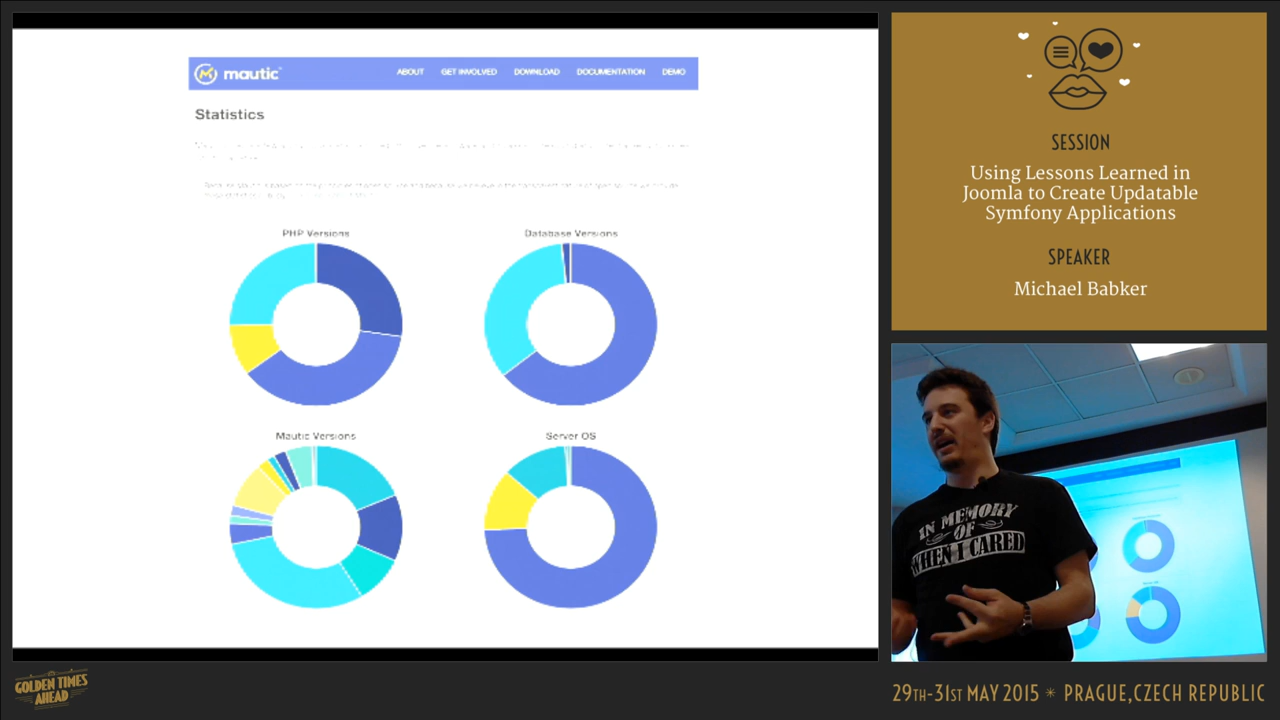 mautic
ABOUT GET INVOLVED DOWNLOAD DOCUMENTATION DEMO
Statistics
PHP Versions
Database Versions
Mautic Versions
Server OS
SESSION
Using Lessons Learned in
Joomla to Create Updatable
Symfony Applications
SPEAKER
Michael Babker
IN MEMORY
OF
WHEN I CARED
GOLDEN TIMES
AHEAD
29TH-31ST MAY 2015 * PRAGUE,CZECH REPUBLIC